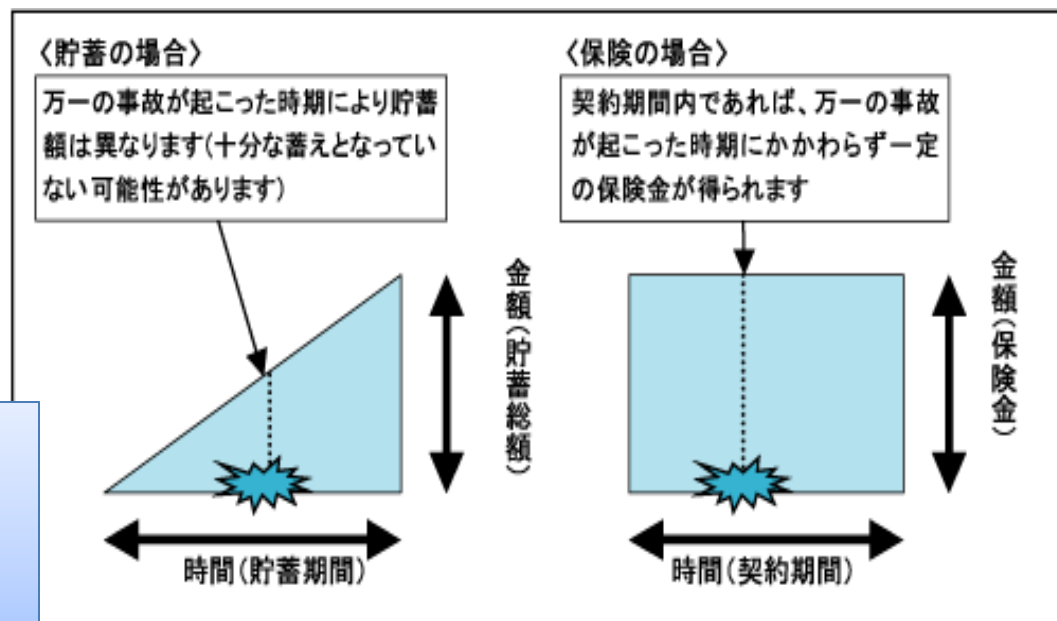 〈貯蓄の場合〉
万一の事故が起こった時期により貯蓄
額は異なります(十分な蓄えとなってい
ない可能性があります)
金額(貯蓄総額)
時間(貯蓄期間)
〈保険の場合〉
契約期間内であれば、万一の事故
が起こった時期にかかわらず一定
の保険金が得られます
金額(保険金)
時間(契約期間)